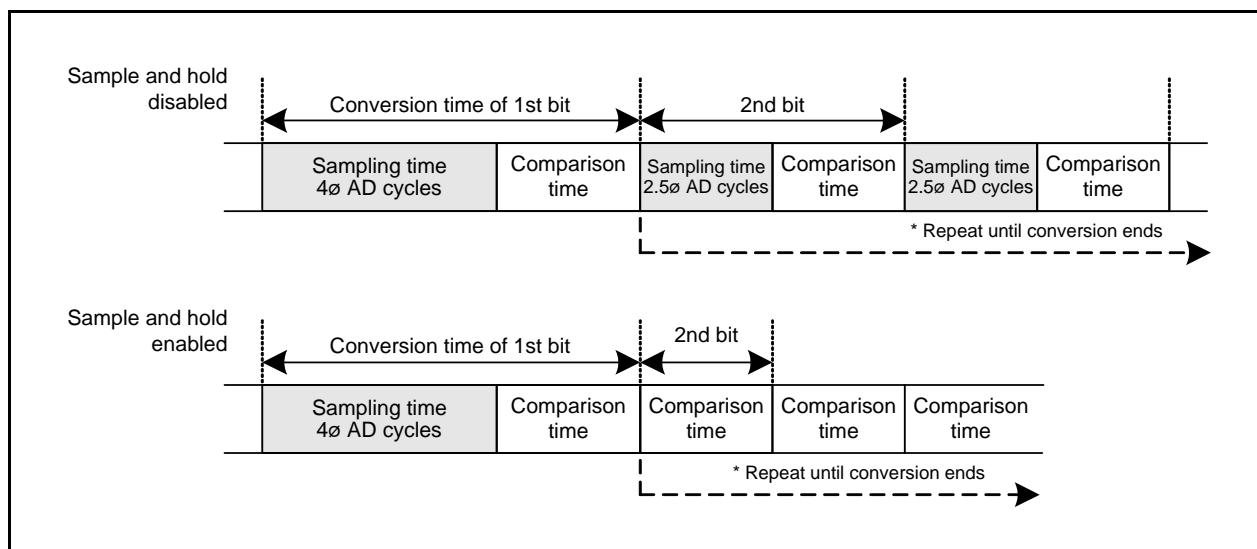 Sample and hold
disabled
Conversion time of 1st bit
2nd bit
Sampling time
4ø AD cycles
Comparison
time
Sampling time
2.5ø AD cycles
Comparison
time
Sampling time
2.5ø AD cycles
Comparison
time
* Repeat until conversion ends
Sample and hold
enabled
Conversion time of 1st bit
2nd bit
Sampling time
4ø AD cycles
Comparison
time
Comparison
time
Comparison
time
Comparison
time
* Repeat until conversion ends